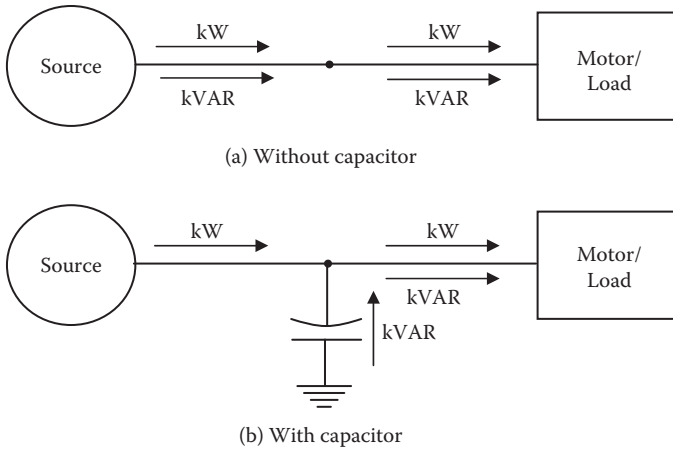 kW
kW
Source
Motor/
Load
kVAR
kVAR
(a) Without capacitor
kW
kW
Source
Motor/
Load
kVAR
kVAR
(b) With capacitor